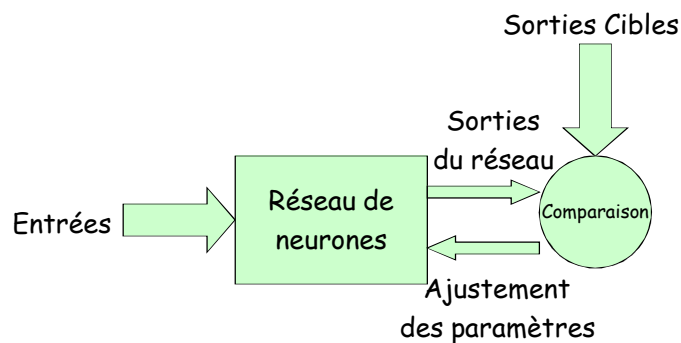 Sorties Cibles
Sorties
du réseau
Réseau de
neurones
Comparaison
Entrées
Ajustement
des paramètres